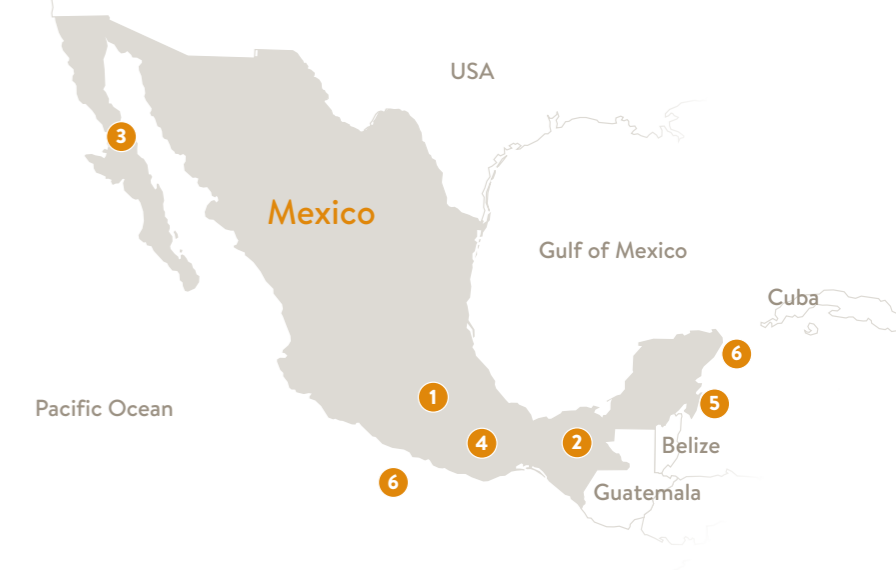 USA
3
Mexico
Gulf of Mexico
Cuba
6
1
5
Pacific Ocean
4
2
Belize
6
Guatemala